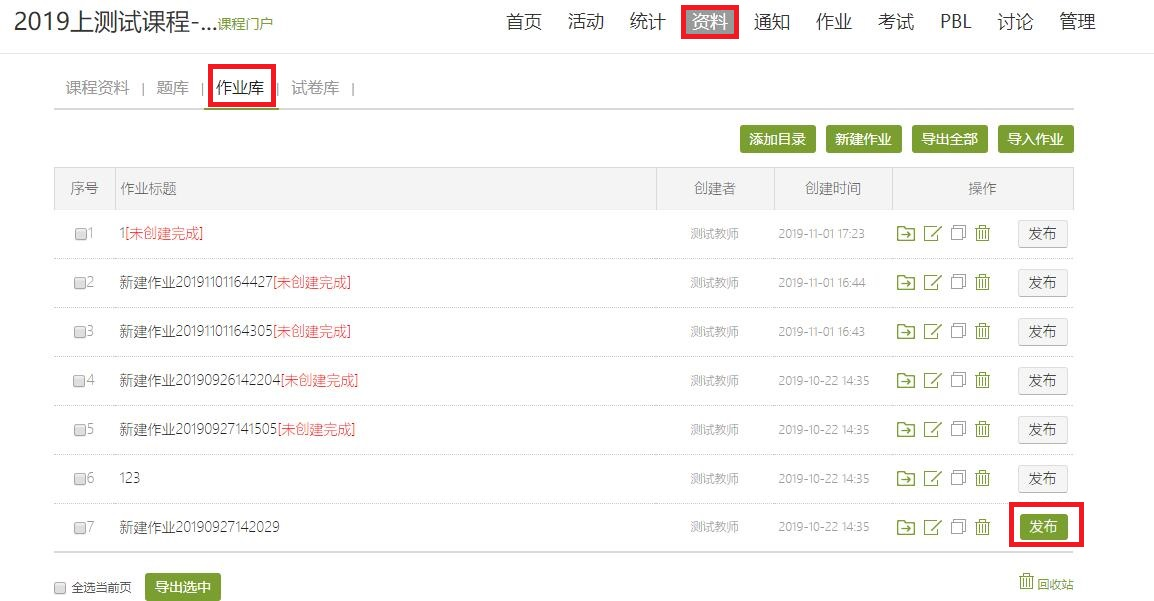 2019上测试课程-...课程门户 首页 活动 统计 资料 通知 作业 考试 PBL 讨论 管理
课程资料 | 题库 | 作业库 | 试卷库 |
添加目录 新建作业 导出全部 导入作业
序号 作业标题 创建者 创建时间 操作
1 1[未创建完成] 测试教师 2019-11-01 17:23 发布
2 新建作业20191101164427[未创建完成] 测试教师 2019-11-01 16:44 发布
3 新建作业20191101164305[未创建完成] 测试教师 2019-11-01 16:43 发布
4 新建作业20190926142204[未创建完成] 测试教师 2019-10-22 14:35 发布
5 新建作业20190927141505[未创建完成] 测试教师 2019-10-22 14:35 发布
6 123 测试教师 2019-10-22 14:35 发布
7 新建作业20190927142029 测试教师 2019-10-22 14:35 发布
全选当前页 导出选中 回收站